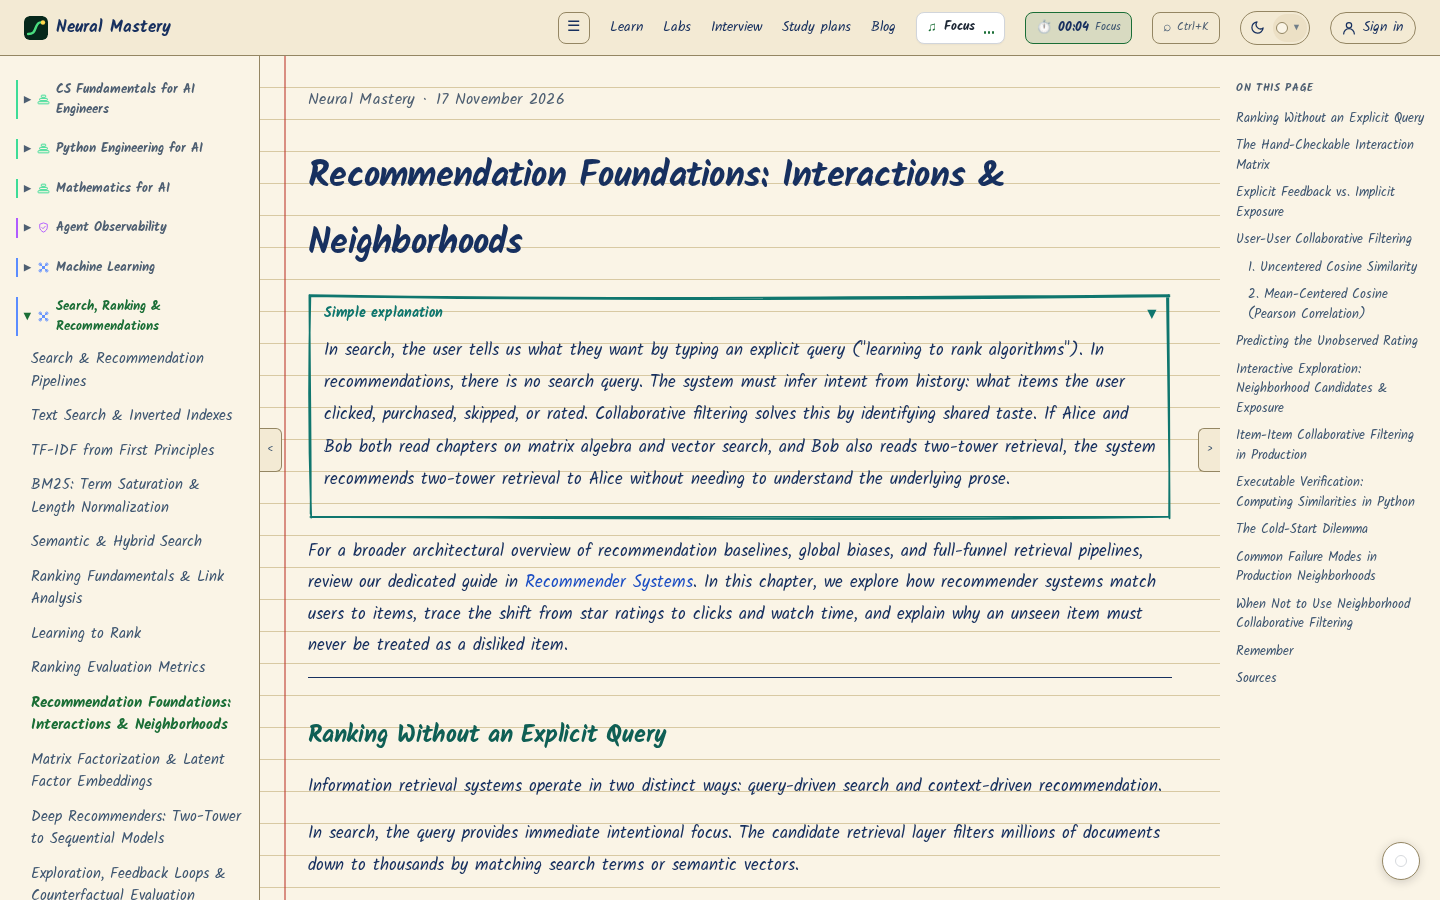 Neural Mastery
☰
Learn
Labs
Interview
Study plans
Blog
♫ Focus
00:04 Focus
Ctrl+K
Sign in
▶ CS Fundamentals for AI
Engineers
▶ Python Engineering for AI
▶ Mathematics for AI
▶ Agent Observability
▶ Machine Learning
▼ Search, Ranking &
Recommendations
Search & Recommendation
Pipelines
Text Search & Inverted Indexes
TF-IDF from First Principles
BM25: Term Saturation &
Length Normalization
Semantic & Hybrid Search
Ranking Fundamentals & Link
Analysis
Learning to Rank
Ranking Evaluation Metrics
Recommendation Foundations:
Interactions & Neighborhoods
Matrix Factorization & Latent
Factor Embeddings
Deep Recommenders: Two-Tower
to Sequential Models
Exploration, Feedback Loops &
Counterfactual Evaluation
<
Neural Mastery · 17 November 2026
Recommendation Foundations: Interactions &
Neighborhoods
Simple explanation ▼
In search, the user tells us what they want by typing an explicit query ("learning to rank algorithms"). In
recommendations, there is no search query. The system must infer intent from history: what items the user
clicked, purchased, skipped, or rated. Collaborative filtering solves this by identifying shared taste. If Alice and
Bob both read chapters on matrix algebra and vector search, and Bob also reads two-tower retrieval, the system
recommends two-tower retrieval to Alice without needing to understand the underlying prose.
For a broader architectural overview of recommendation baselines, global biases, and full-funnel retrieval pipelines,
review our dedicated guide in Recommender Systems. In this chapter, we explore how recommender systems match
users to items, trace the shift from star ratings to clicks and watch time, and explain why an unseen item must
never be treated as a disliked item.
Ranking Without an Explicit Query
Information retrieval systems operate in two distinct ways: query-driven search and context-driven recommendation.
In search, the query provides immediate intentional focus. The candidate retrieval layer filters millions of documents
down to thousands by matching search terms or semantic vectors.
>
ON THIS PAGE
Ranking Without an Explicit Query
The Hand-Checkable Interaction
Matrix
Explicit Feedback vs. Implicit
Exposure
User-User Collaborative Filtering
1. Uncentered Cosine Similarity
2. Mean-Centered Cosine
(Pearson Correlation)
Predicting the Unobserved Rating
Interactive Exploration:
Neighborhood Candidates &
Exposure
Item-Item Collaborative Filtering
in Production
Executable Verification:
Computing Similarities in Python
The Cold-Start Dilemma
Common Failure Modes in
Production Neighborhoods
When Not to Use Neighborhood
Collaborative Filtering
Remember
Sources